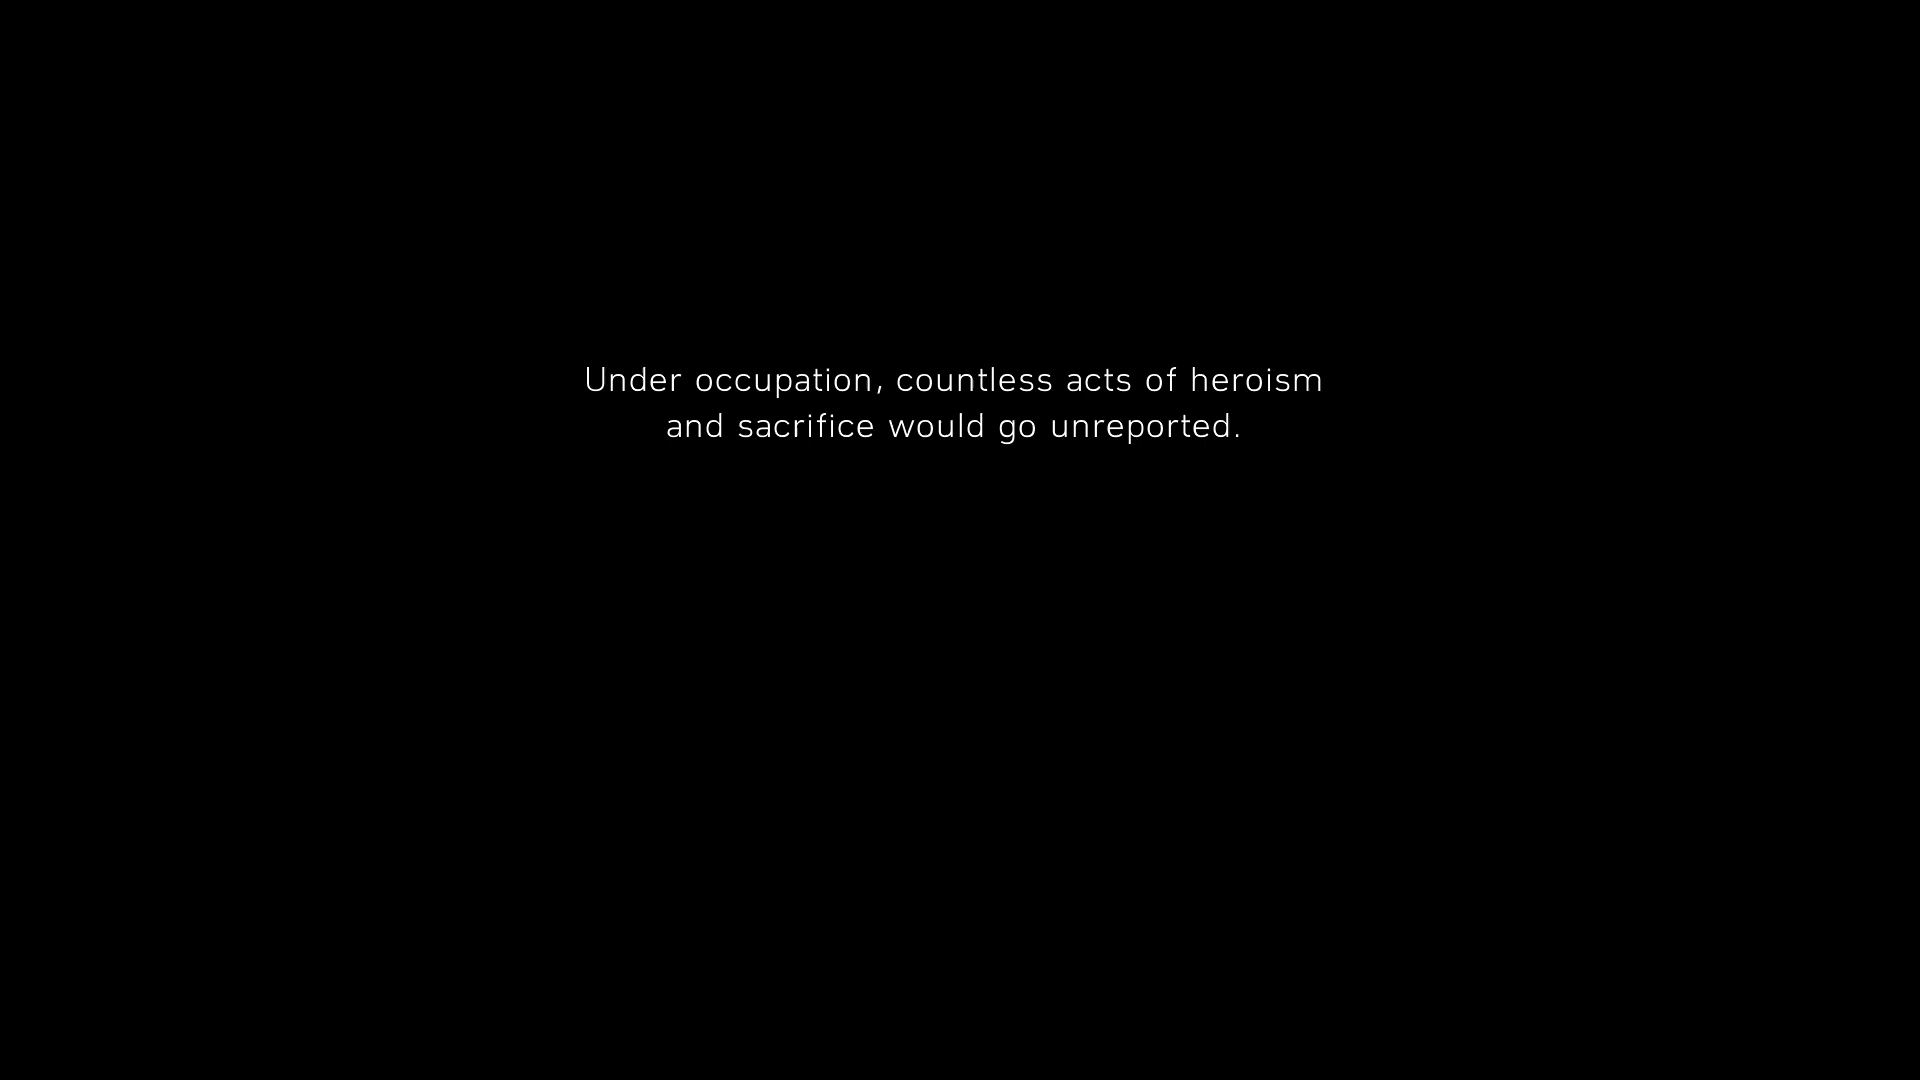 Under occupation, countless acts of heroism
and sacrifice would go unreported.